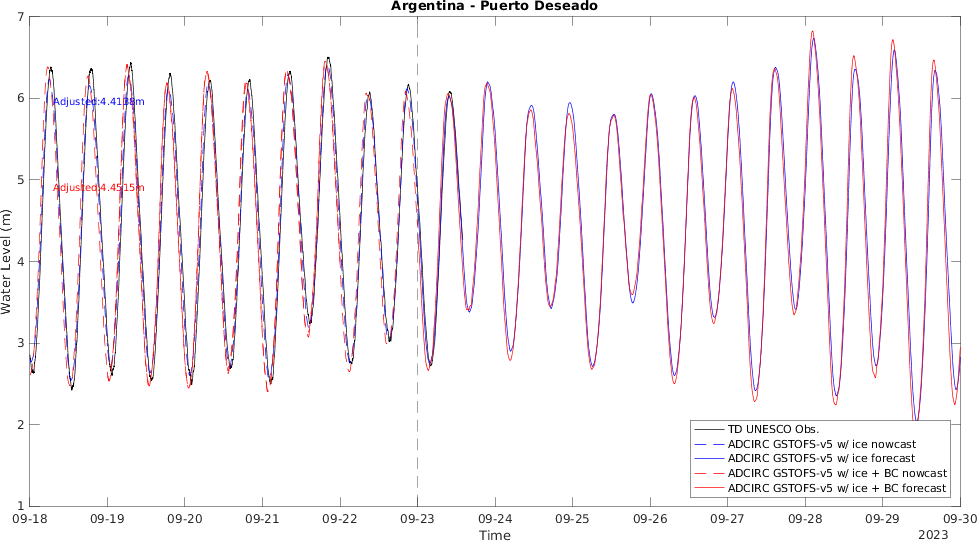 Argentina - Puerto Deseado
7
6
Adjusted:4.4138m
5
Adjusted:4.4515m
4
3
2
1
Water Level (m)
TD UNESCO Obs.
ADCIRC GSTOFS-v5 w/ ice nowcast
ADCIRC GSTOFS-v5 w/ ice forecast
ADCIRC GSTOFS-v5 w/ ice + BC nowcast
ADCIRC GSTOFS-v5 w/ ice + BC forecast
09-18 09-19 09-20 09-21 09-22 09-23 09-24 09-25 09-26 09-27 09-28 09-29 09-30
Time
2023